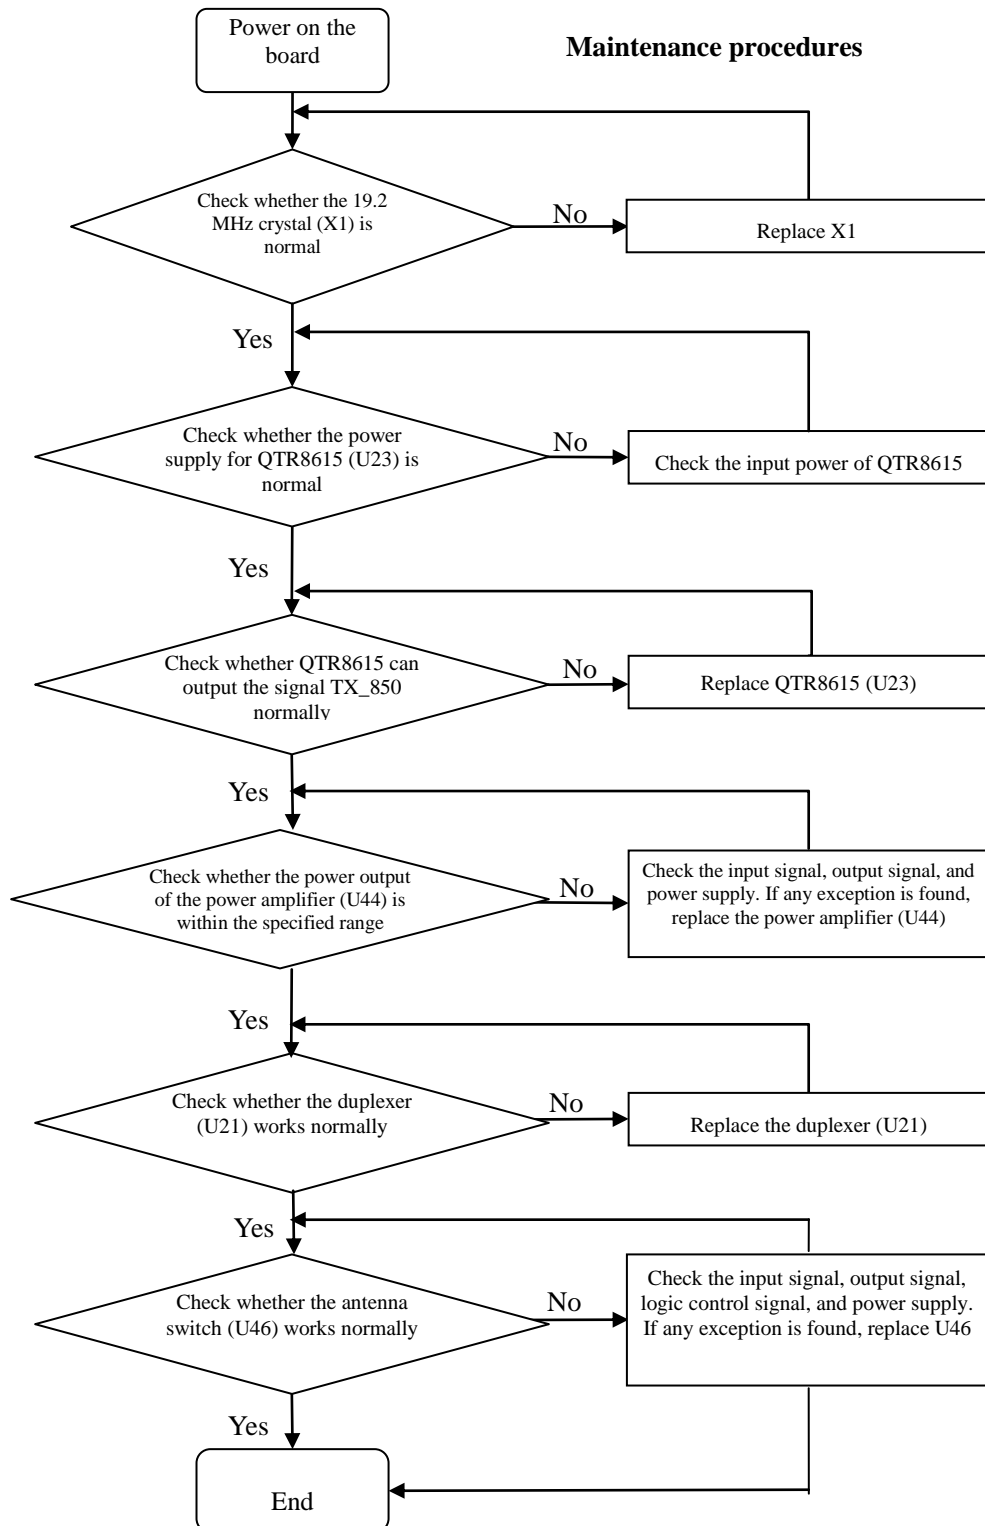 Power on the
board
Maintenance procedures
Check whether the 19.2
MHz crystal (X1) is
normal
No
Replace X1
Yes
Check whether the power
supply for QTR8615 (U23) is
normal
No
Check the input power of QTR8615
Yes
Check whether QTR8615 can
output the signal TX_850
normally
No
Replace QTR8615 (U23)
Yes
Check whether the power output
of the power amplifier (U44) is
within the specified range
No
Check the input signal, output signal, and
power supply. If any exception is found,
replace the power amplifier (U44)
Yes
Check whether the duplexer
(U21) works normally
No
Replace the duplexer (U21)
Yes
Check whether the antenna
switch (U46) works normally
No
Check the input signal, output signal,
logic control signal, and power supply.
If any exception is found, replace U46
Yes
End